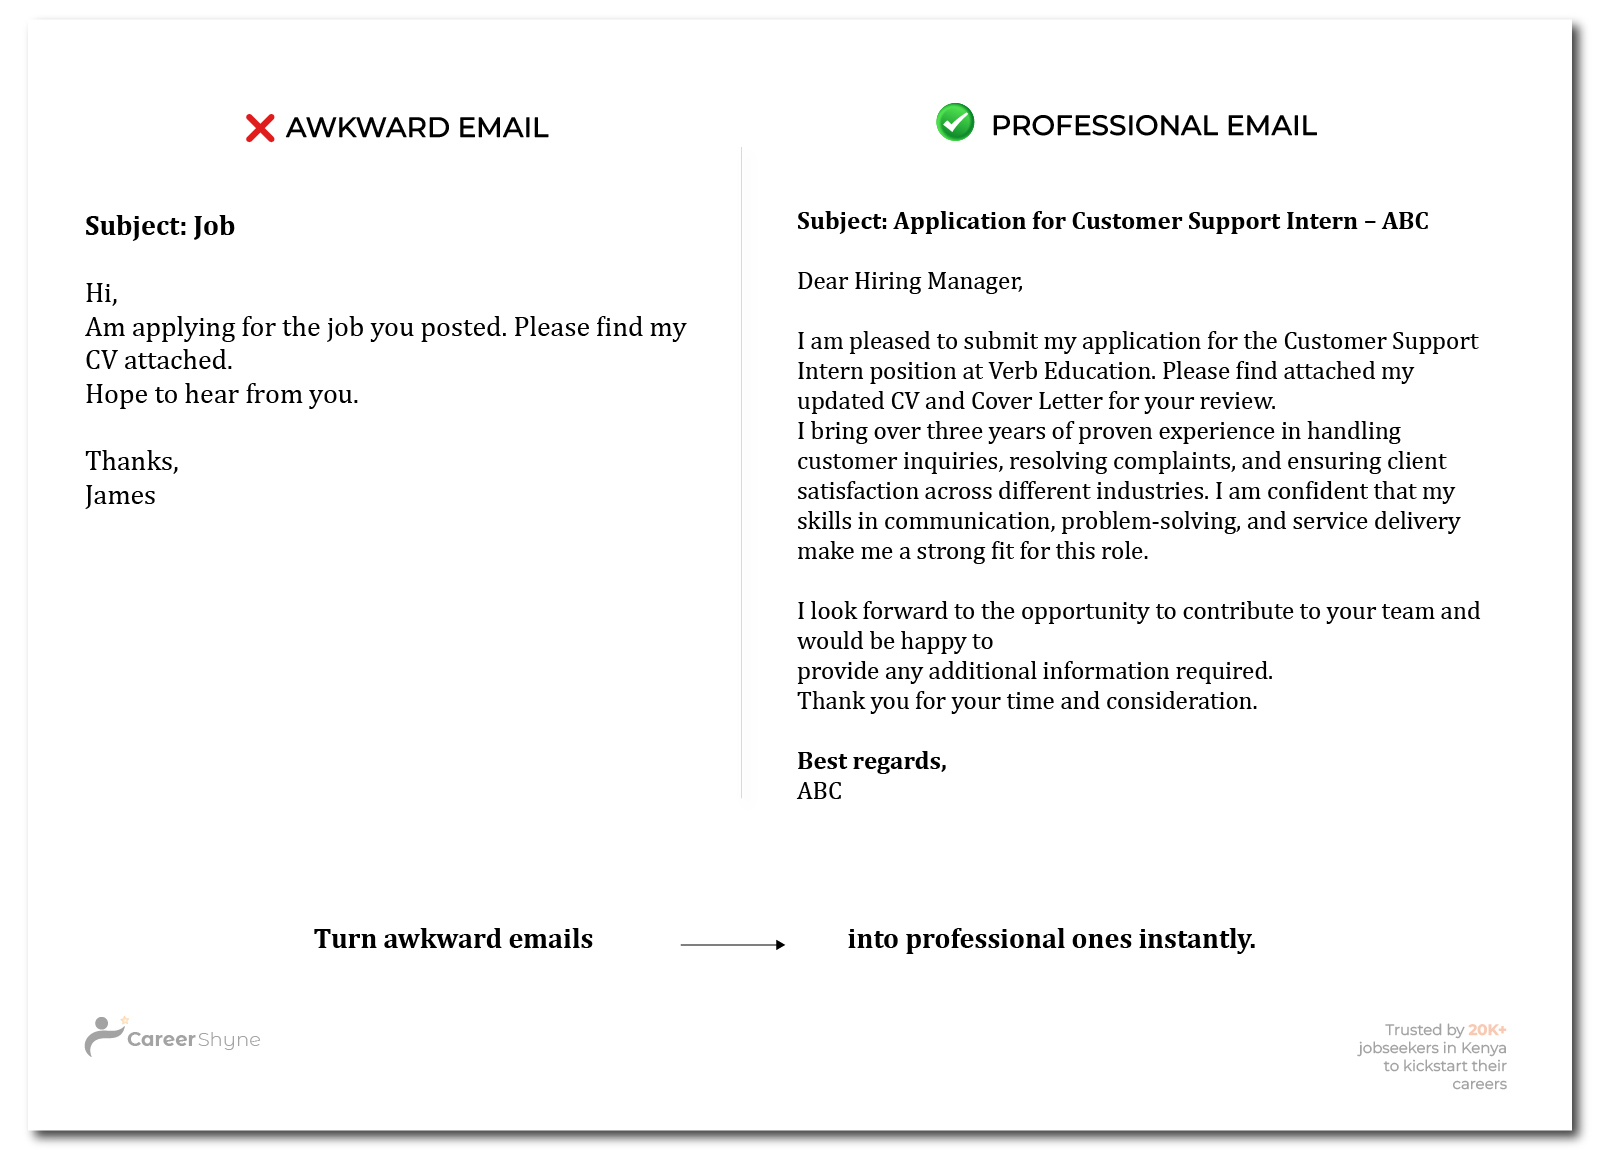 AWKWARD EMAIL
Subject: Job
Hi,
Am applying for the job you posted. Please find my
CV attached.
Hope to hear from you.
Thanks,
James
PROFESSIONAL EMAIL
Subject: Application for Customer Support Intern – ABC
Dear Hiring Manager,
I am pleased to submit my application for the Customer Support
Intern position at Verb Education. Please find attached my
updated CV and Cover Letter for your review.
I bring over three years of proven experience in handling
customer inquiries, resolving complaints, and ensuring client
satisfaction across different industries. I am confident that my
skills in communication, problem-solving, and service delivery
make me a strong fit for this role.
I look forward to the opportunity to contribute to your team and
would be happy to
provide any additional information required.
Thank you for your time and consideration.
Best regards,
ABC
Turn awkward emails
into professional ones instantly.
CareerShyne
Trusted by 20K+
jobseekers in Kenya
to kickstart their
careers